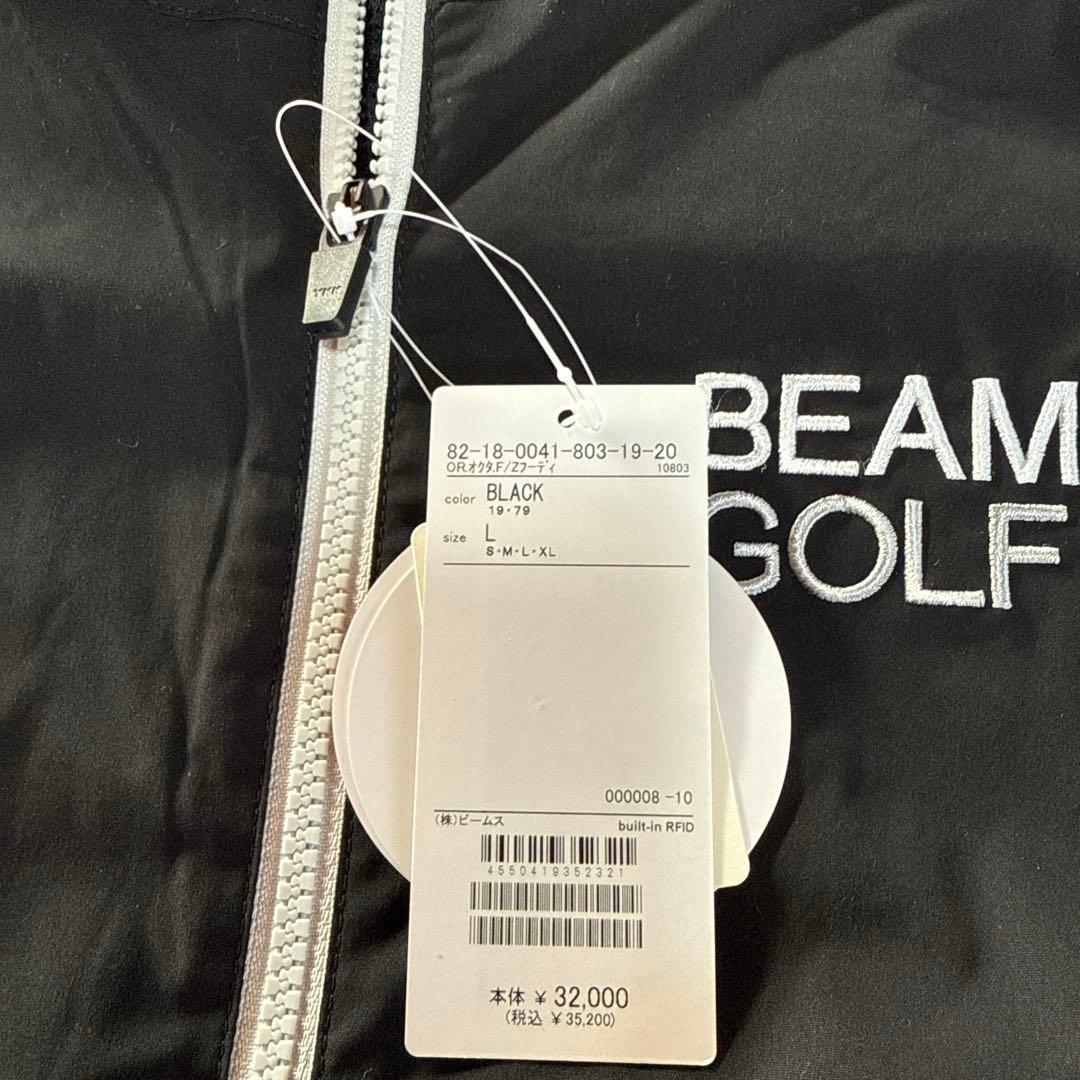 BEAM
GOLF
82-18-0041-803-19-20
OR.オクタ.F/Zフーディ 10803
color BLACK
19・79
size L
S・M・L・XL
000008 -10
(株)ビームス built-in RFID
4550419352321
本体 ¥ 32,000
(税込 ¥ 35,200)